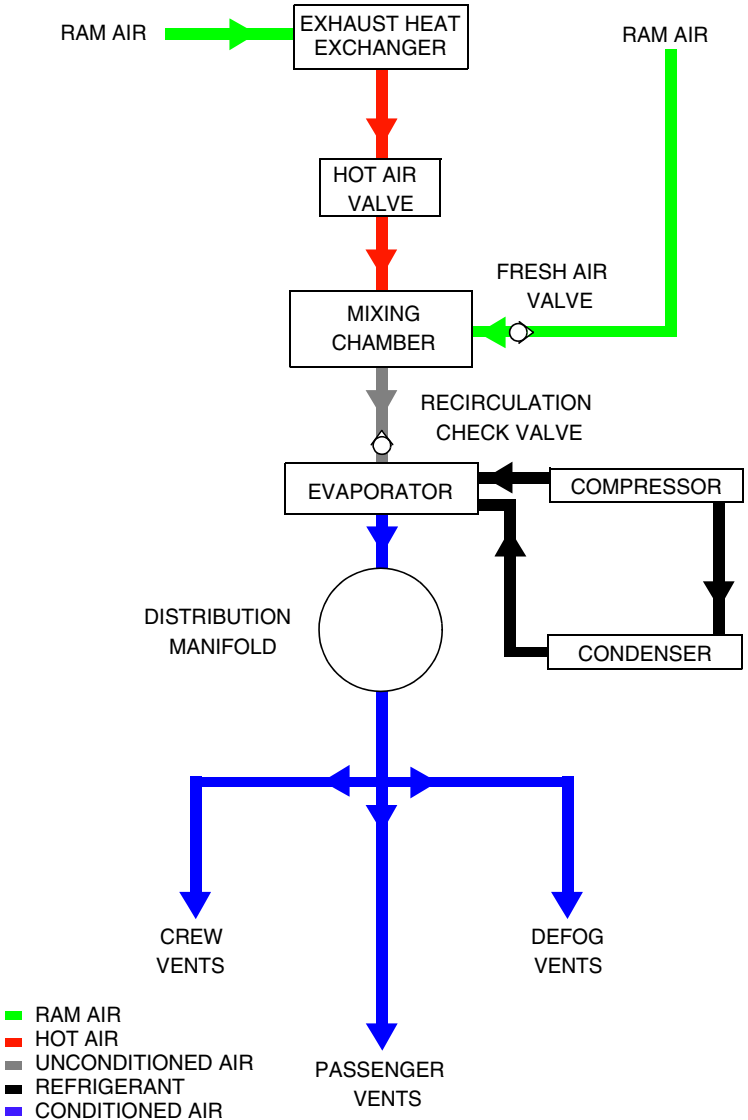 RAM AIR
EXHAUST HEAT
EXCHANGER
RAM AIR
HOT AIR
VALVE
FRESH AIR
VALVE
MIXING
CHAMBER
RECIRCULATION
CHECK VALVE
EVAPORATOR
COMPRESSOR
DISTRIBUTION
MANIFOLD
CONDENSER
CREW
VENTS
DEFOG
VENTS
PASSENGER
VENTS
RAM AIR
HOT AIR
UNCONDITIONED AIR
REFRIGERANT
CONDITIONED AIR